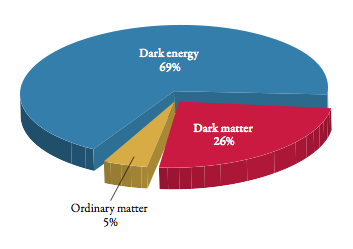 Dark energy
69%
Dark matter
26%
Ordinary matter
5%